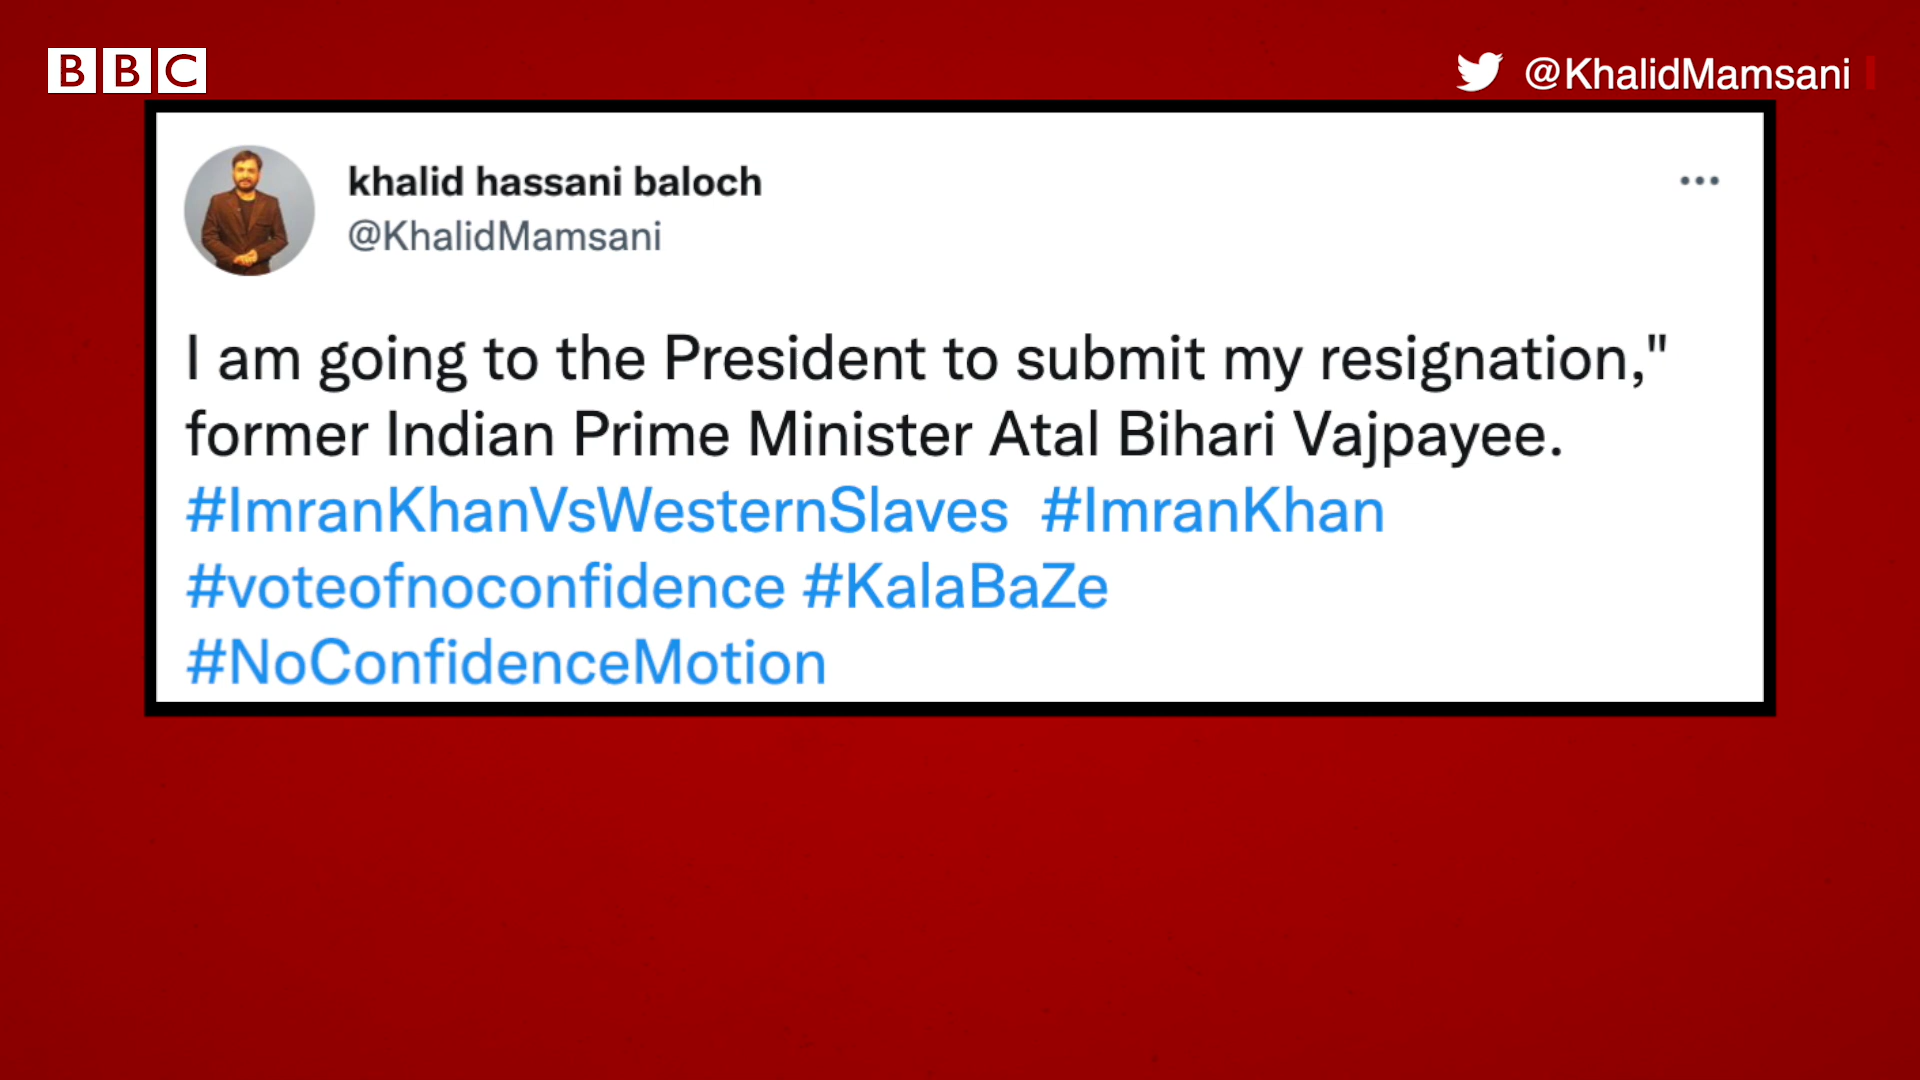 BBC
@KhalidMamsani
khalid hassani baloch
@KhalidMamsani
I am going to the President to submit my resignation,"
former Indian Prime Minister Atal Bihari Vajpayee.
#ImranKhanVsWesternSlaves #ImranKhan
#voteofnoconfidence #KalaBaZe
#NoConfidenceMotion